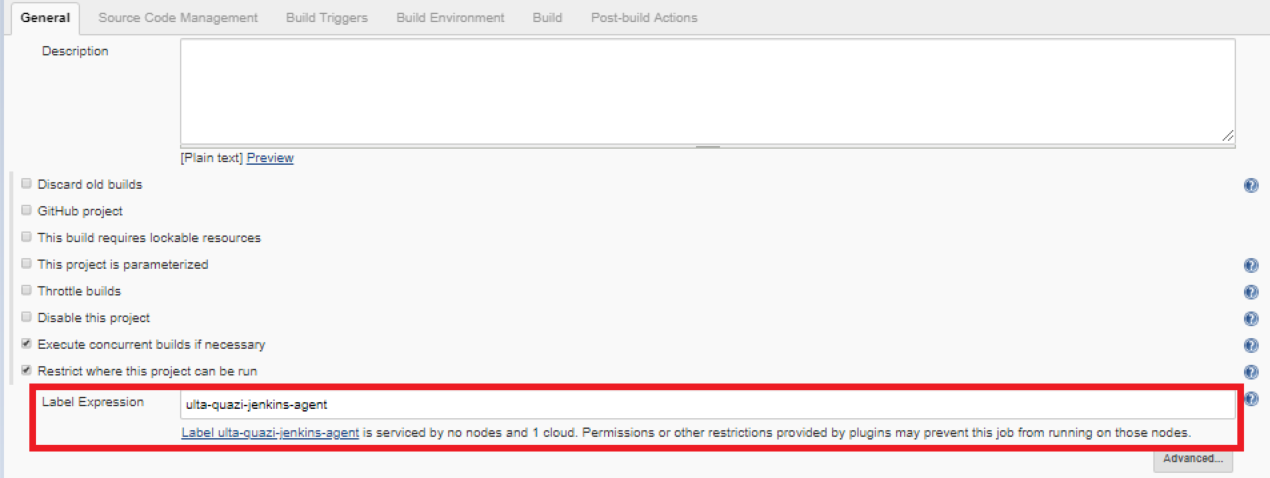 General Source Code Management Build Triggers Build Environment Build Post-build Actions
Description
[Plain text] Preview
Discard old builds
GitHub project
This build requires lockable resources
This project is parameterized
Throttle builds
Disable this project
Execute concurrent builds if necessary
Restrict where this project can be run
Label Expression ulta-quazi-jenkins-agent
Label ulta-quazi-jenkins-agent is serviced by no nodes and 1 cloud. Permissions or other restrictions provided by plugins may prevent this job from running on those nodes.
Advanced...